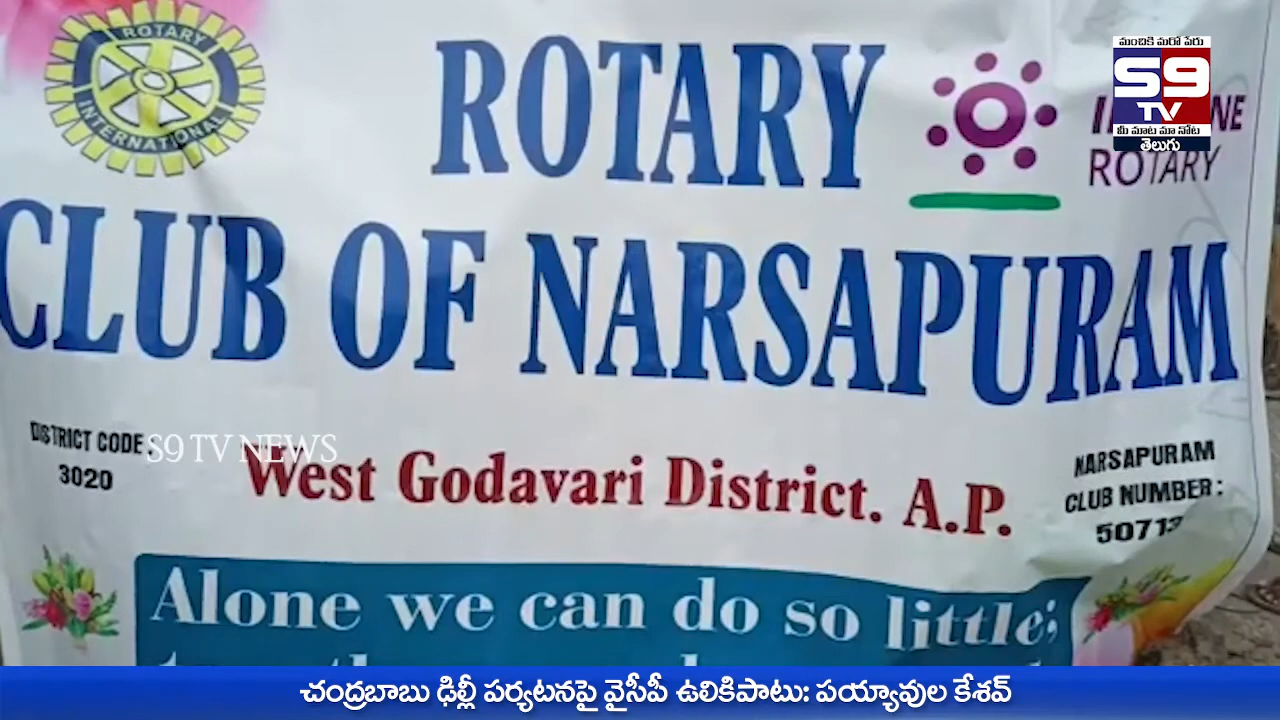 ROTARY
INTERNATIONAL
ROTARY
CLUB OF NARSAPURAM
ROTARY
మంచికి మరో పేరు
S9
TV
మీ మాట మా నోట
తెలుగు
DISTRICT CODE :
3020
S9 TV NEWS
West Godavari District. A.P.
NARSAPURAM
CLUB NUMBER:
Alone we can do so little;
చంద్రబాబు ఢిల్లీ పర్యటనపై వైసీపీ ఉలికిపాటు: పయ్యావుల కేశవ్